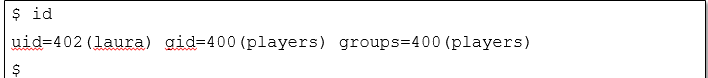 $ id
uid=402(laura) gid=400(players) groups=400(players)
$